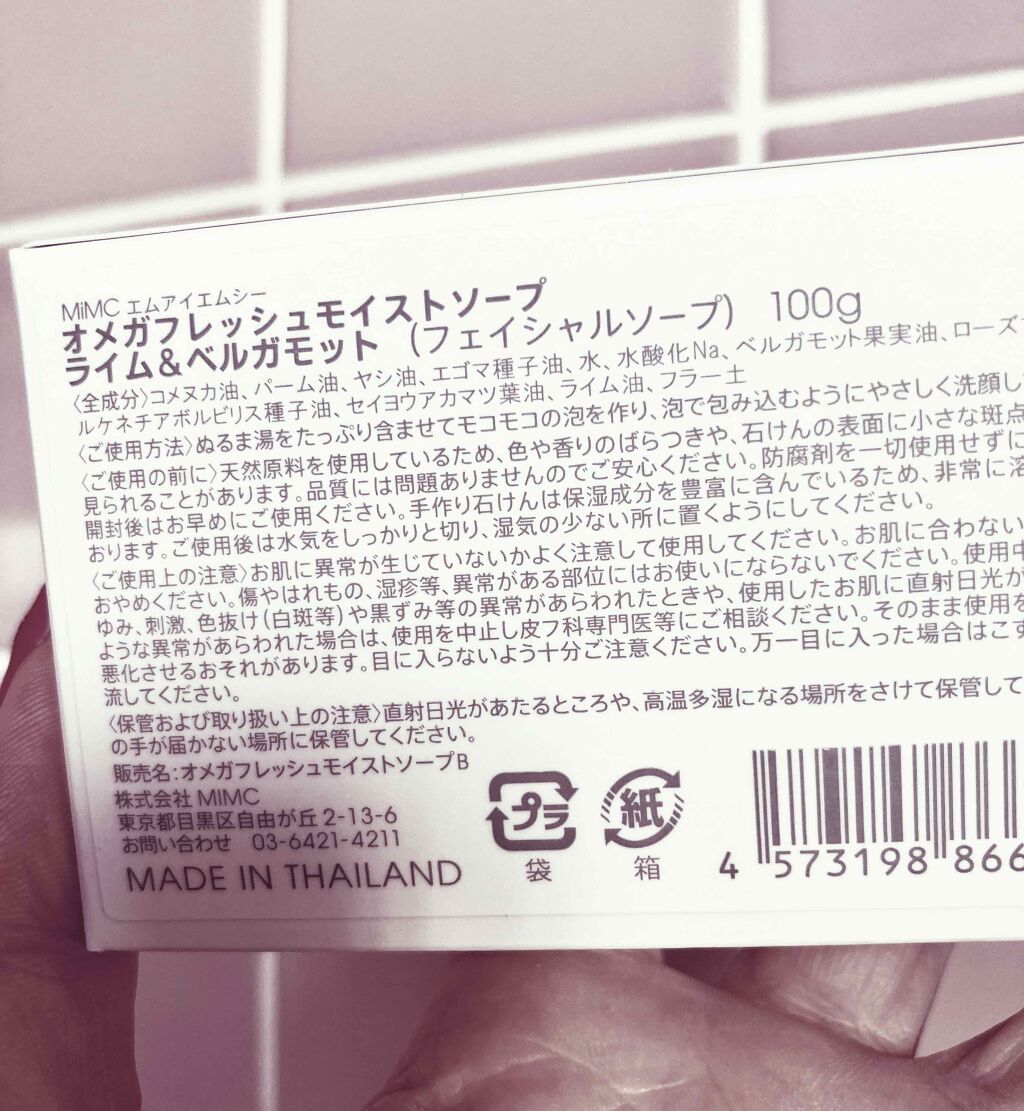 MiMC エムアイエムシー
オメガフレッシュモイストソープ
ライム&ベルガモット (フェイシャルソープ) 100g
〈全成分〉コメヌカ油、パーム油、ヤシ油、エゴマ種子油、水、水酸化Na、ベルガモット果実油、ローズ
ルケネチアボルビリス種子油、セイヨウアカマツ葉油、ライム油、フラー土
〈ご使用方法〉ぬるま湯をたっぷり含ませてモコモコの泡を作り、泡で包み込むようにやさしく洗顔し
〈ご使用の前に〉天然原料を使用しているため、色や香りのばらつきや、石けんの表面に小さな斑点
見られることがあります。品質には問題ありませんのでご安心ください。防腐剤を一切使用せずに
開封後はお早めにご使用ください。手作り石けんは保湿成分を豊富に含んでいるため、非常に溶
おります。ご使用後は水気をしっかりと切り、湿気の少ない所に置くようにしてください。
〈ご使用上の注意〉お肌に異常が生じていないかよく注意して使用してください。お肌に合わない
おやめください。傷やはれもの、湿疹等、異常がある部位にはお使いにならないでください。使用中
ゆみ、刺激、色抜け(白斑等)や黒ずみ等の異常があらわれたときや、使用したお肌に直射日光が
ような異常があらわれた場合は、使用を中止し皮フ科専門医等にご相談ください。そのまま使用を
悪化させるおそれがあります。目に入らないよう十分ご注意ください。万一目に入った場合はこす
流してください。
〈保管および取り扱い上の注意〉直射日光があたるところや、高温多湿になる場所をさけて保管して
の手が届かない場所に保管してください。
販売名:オメガフレッシュモイストソープB
株式会社 MIMC
東京都目黒区自由が丘 2-13-6
お問い合わせ 03-6421-4211
MADE IN THAILAND
プラ
袋
紙
箱
4 573198 866